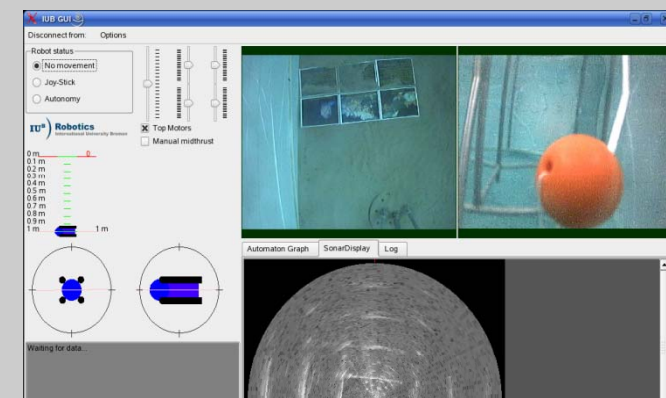 IUB GUI
Disconnect from: Options
Robot status
No movement
Joy-Stick
Autonomy
Top Motors
Manual midthrust
IUB Robotics
International University Bremen
0 m 0
0.1 m
0.2 m
0.3 m
0.4 m
0.5 m
0.6 m
0.7 m
0.8 m
0.9 m
1 m 1 m
Automaton Graph SonarDisplay Log
Waiting for data...